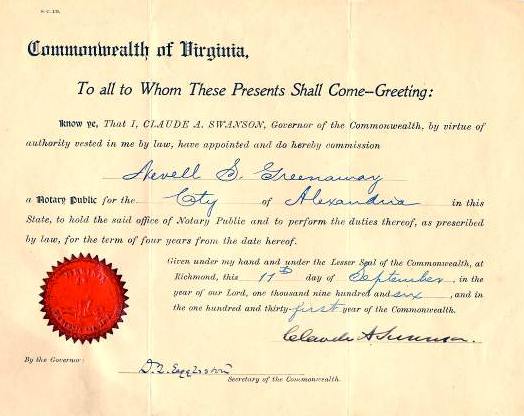 Commonwealth of Virginia,
To all to Whom These Presents Shall Come—Greeting:
Know ye, That I, CLAUDE A. SWANSON, Governor of the Commonwealth, by virtue of
authority vested in me by law, have appointed and do hereby commission
Nevell S. Greenaway
a Notary Public for the City of Alexandria in this
State, to hold the said office of Notary Public and to perform the duties thereof, as prescribed
by law, for the term of four years from the date hereof.
Given under my hand and under the Lesser Seal of the Commonwealth, at
Richmond, this 17th day of September, in the
year of our Lord, one thousand nine hundred and six, and in
the one hundred and thirty-first year of the Commonwealth.
Claude A Swanson.
By the Governor:
D. Q. Eggleston
Secretary of the Commonwealth.